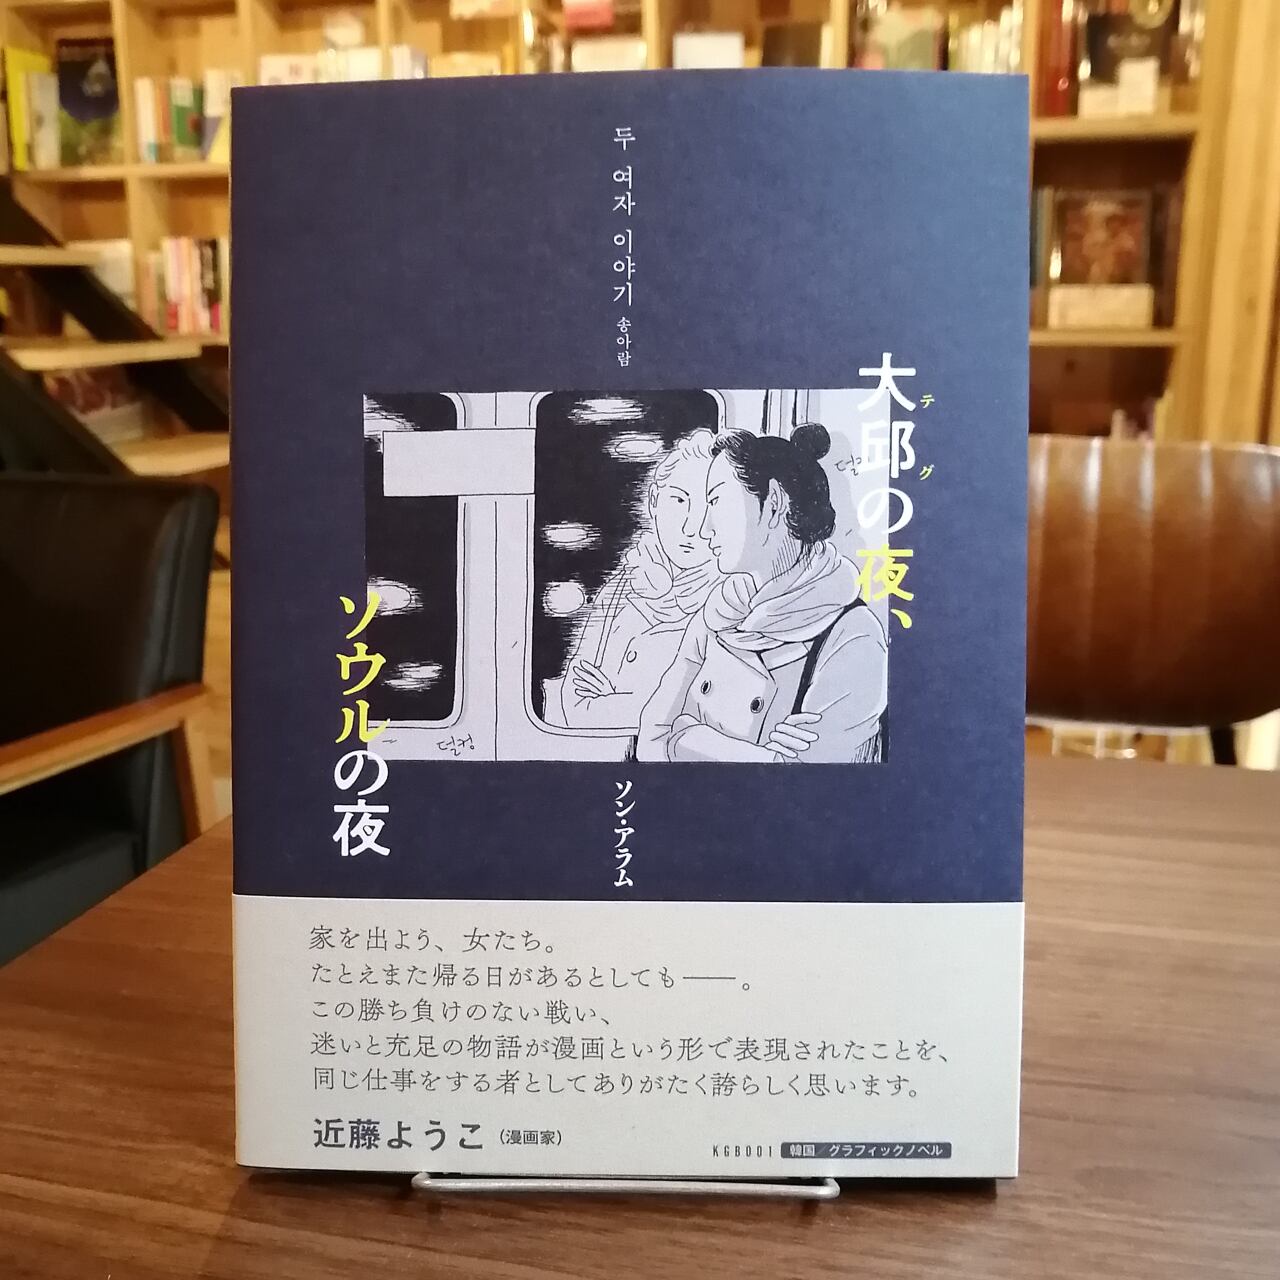 두 여자 이야기 송아람
大邱の夜、
テグ
ソウルの夜
덜컹
ソン・アラム
家を出よう、女たち。
たとえまた帰る日があるとしても――。
この勝ち負けのない戦い、
迷いと充足の物語が漫画という形で表現されたことを、
同じ仕事をする者としてありがたく誇らしく思います。
近藤ようこ（漫画家）
KGB001 韓国／グラフィックノベル